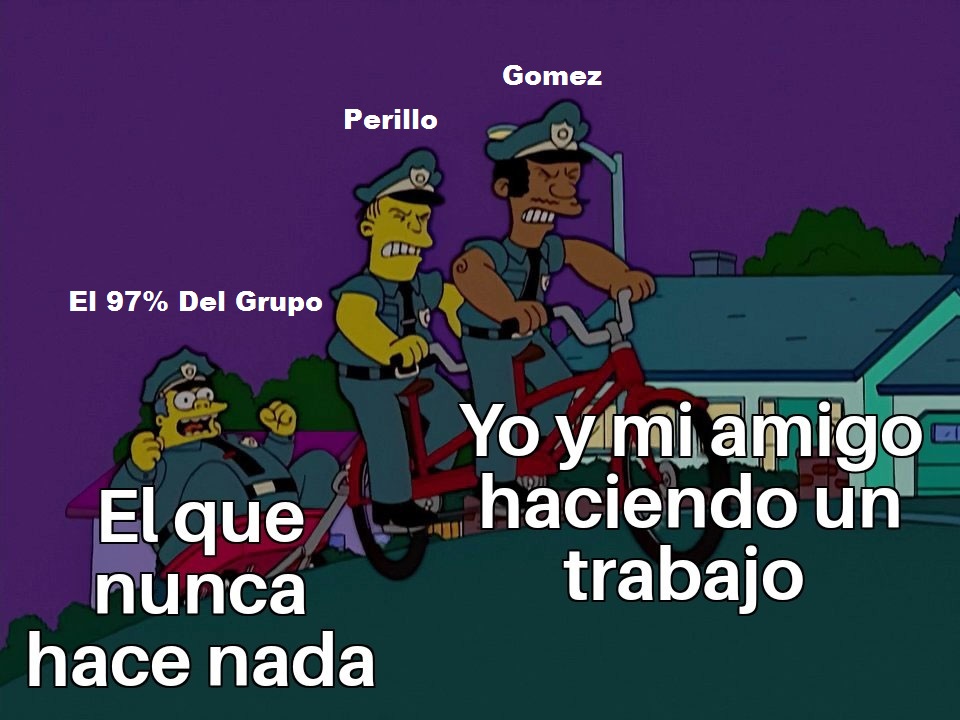 Gomez
Perillo
El 97% Del Grupo
Yo y mi amigo
haciendo un
trabajo
El que
nunca
hace nada